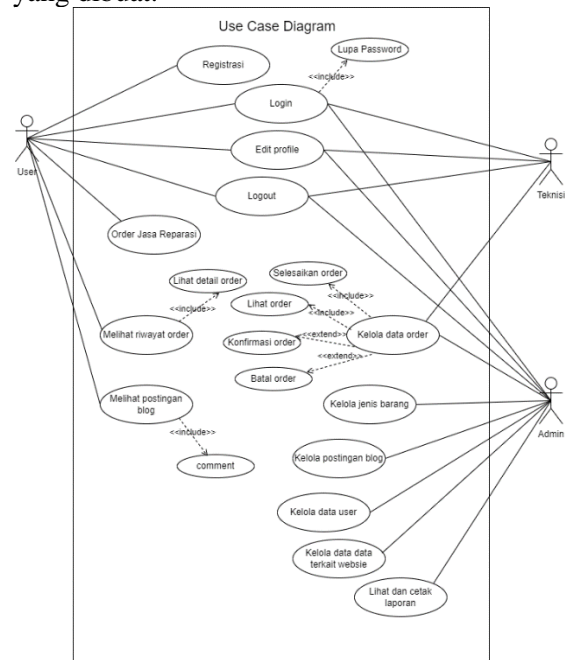 yang dibuat.
Use Case Diagram
Lupa Password
Registrasi
<<include>>
Login
Edit profile
User
Teknisi
Logout
Order Jasa Reparasi
Selesaikan order
Lihat detail order
<<include>>
Lihat order
<<include>>
<<include>>
Melihat riwayat order
Konfirmasi order
<<extend>>
Kelola data order
<<extend>>
Batal order
Melihat postingan
blog
Kelola jenis barang
Admin
<<include>>
comment
Kelola postingan blog
Kelola data user
Kelola data data
terkait websie
Lihat dan cetak
laporan